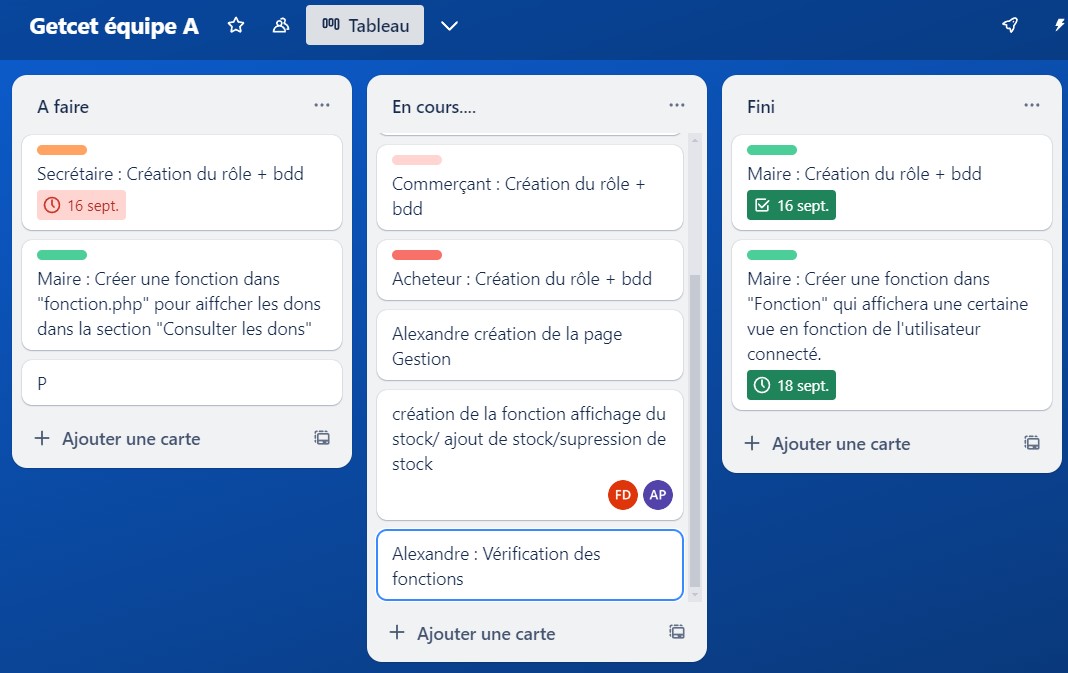 Getcet équipe A
Tableau
A faire
Secrétaire : Création du rôle + bdd
16 sept.
Maire : Créer une fonction dans
"fonction.php" pour aiffcher les dons
dans la section "Consulter les dons"
P
Ajouter une carte
En cours....
Commerçant : Création du rôle +
bdd
Acheteur : Création du rôle + bdd
Alexandre création de la page
Gestion
création de la fonction affichage du
stock/ ajout de stock/supression de
stock
FD AP
Alexandre : Vérification des
fonctions
Ajouter une carte
Fini
Maire : Création du rôle + bdd
16 sept.
Maire : Créer une fonction dans
"Fonction" qui affichera une certaine
vue en fonction de l'utilisateur
connecté.
18 sept.
Ajouter une carte